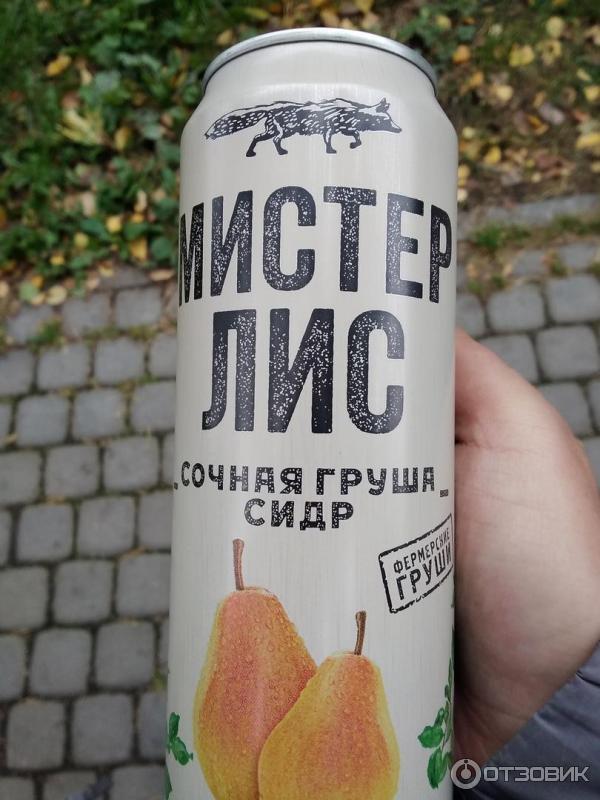 МИСТЕР
ЛИС
СОЧНАЯ ГРУША
СИДР
ФЕРМЕРСКИЕ
ГРУШИ
ОТЗОВИК